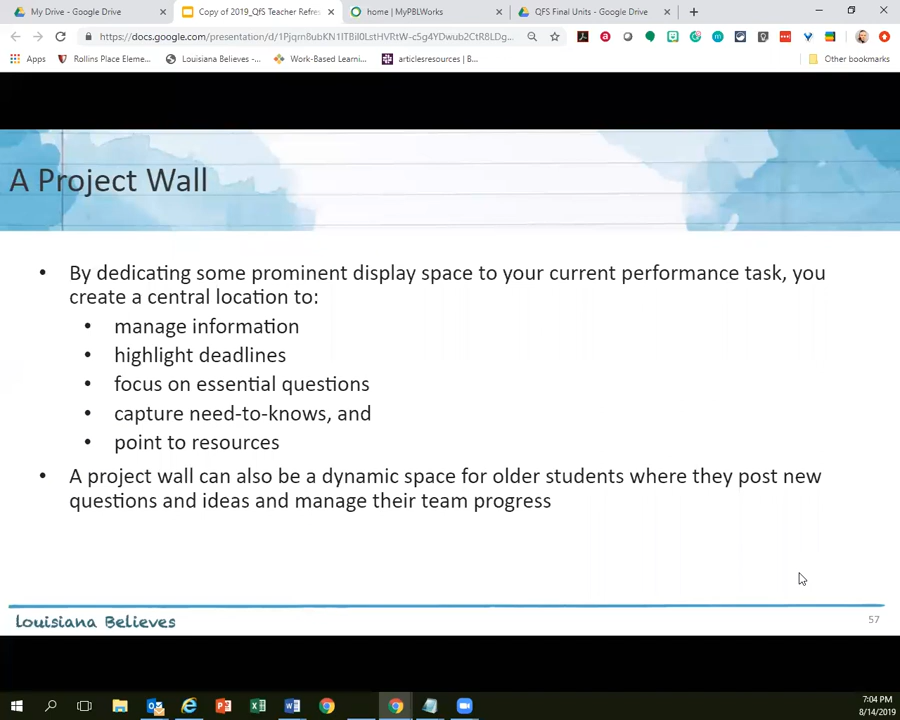 My Drive - Google Drive
Copy of 2019_QfS Teacher Refres
home | MyPBLWorks
QFS Final Units - Google Drive
Apps
Rollins Place Eleme...
Louisiana Believes -...
Work-Based Learni...
articlesresources | B...
Other bookmarks
A Project Wall
• By dedicating some prominent display space to your current performance task, you
create a central location to:
• manage information
• highlight deadlines
• focus on essential questions
• capture need-to-knows, and
• point to resources
• A project wall can also be a dynamic space for older students where they post new
questions and ideas and manage their team progress
Louisiana Believes
57
7:04 PM
8/14/2019